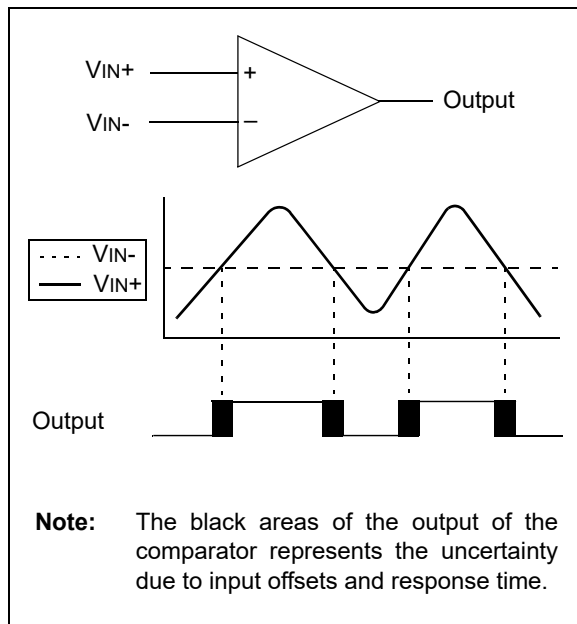 VIN+
+
Output
VIN-
–
VIN-
VIN+
Output
Note: The black areas of the output of the
comparator represents the uncertainty
due to input offsets and response time.